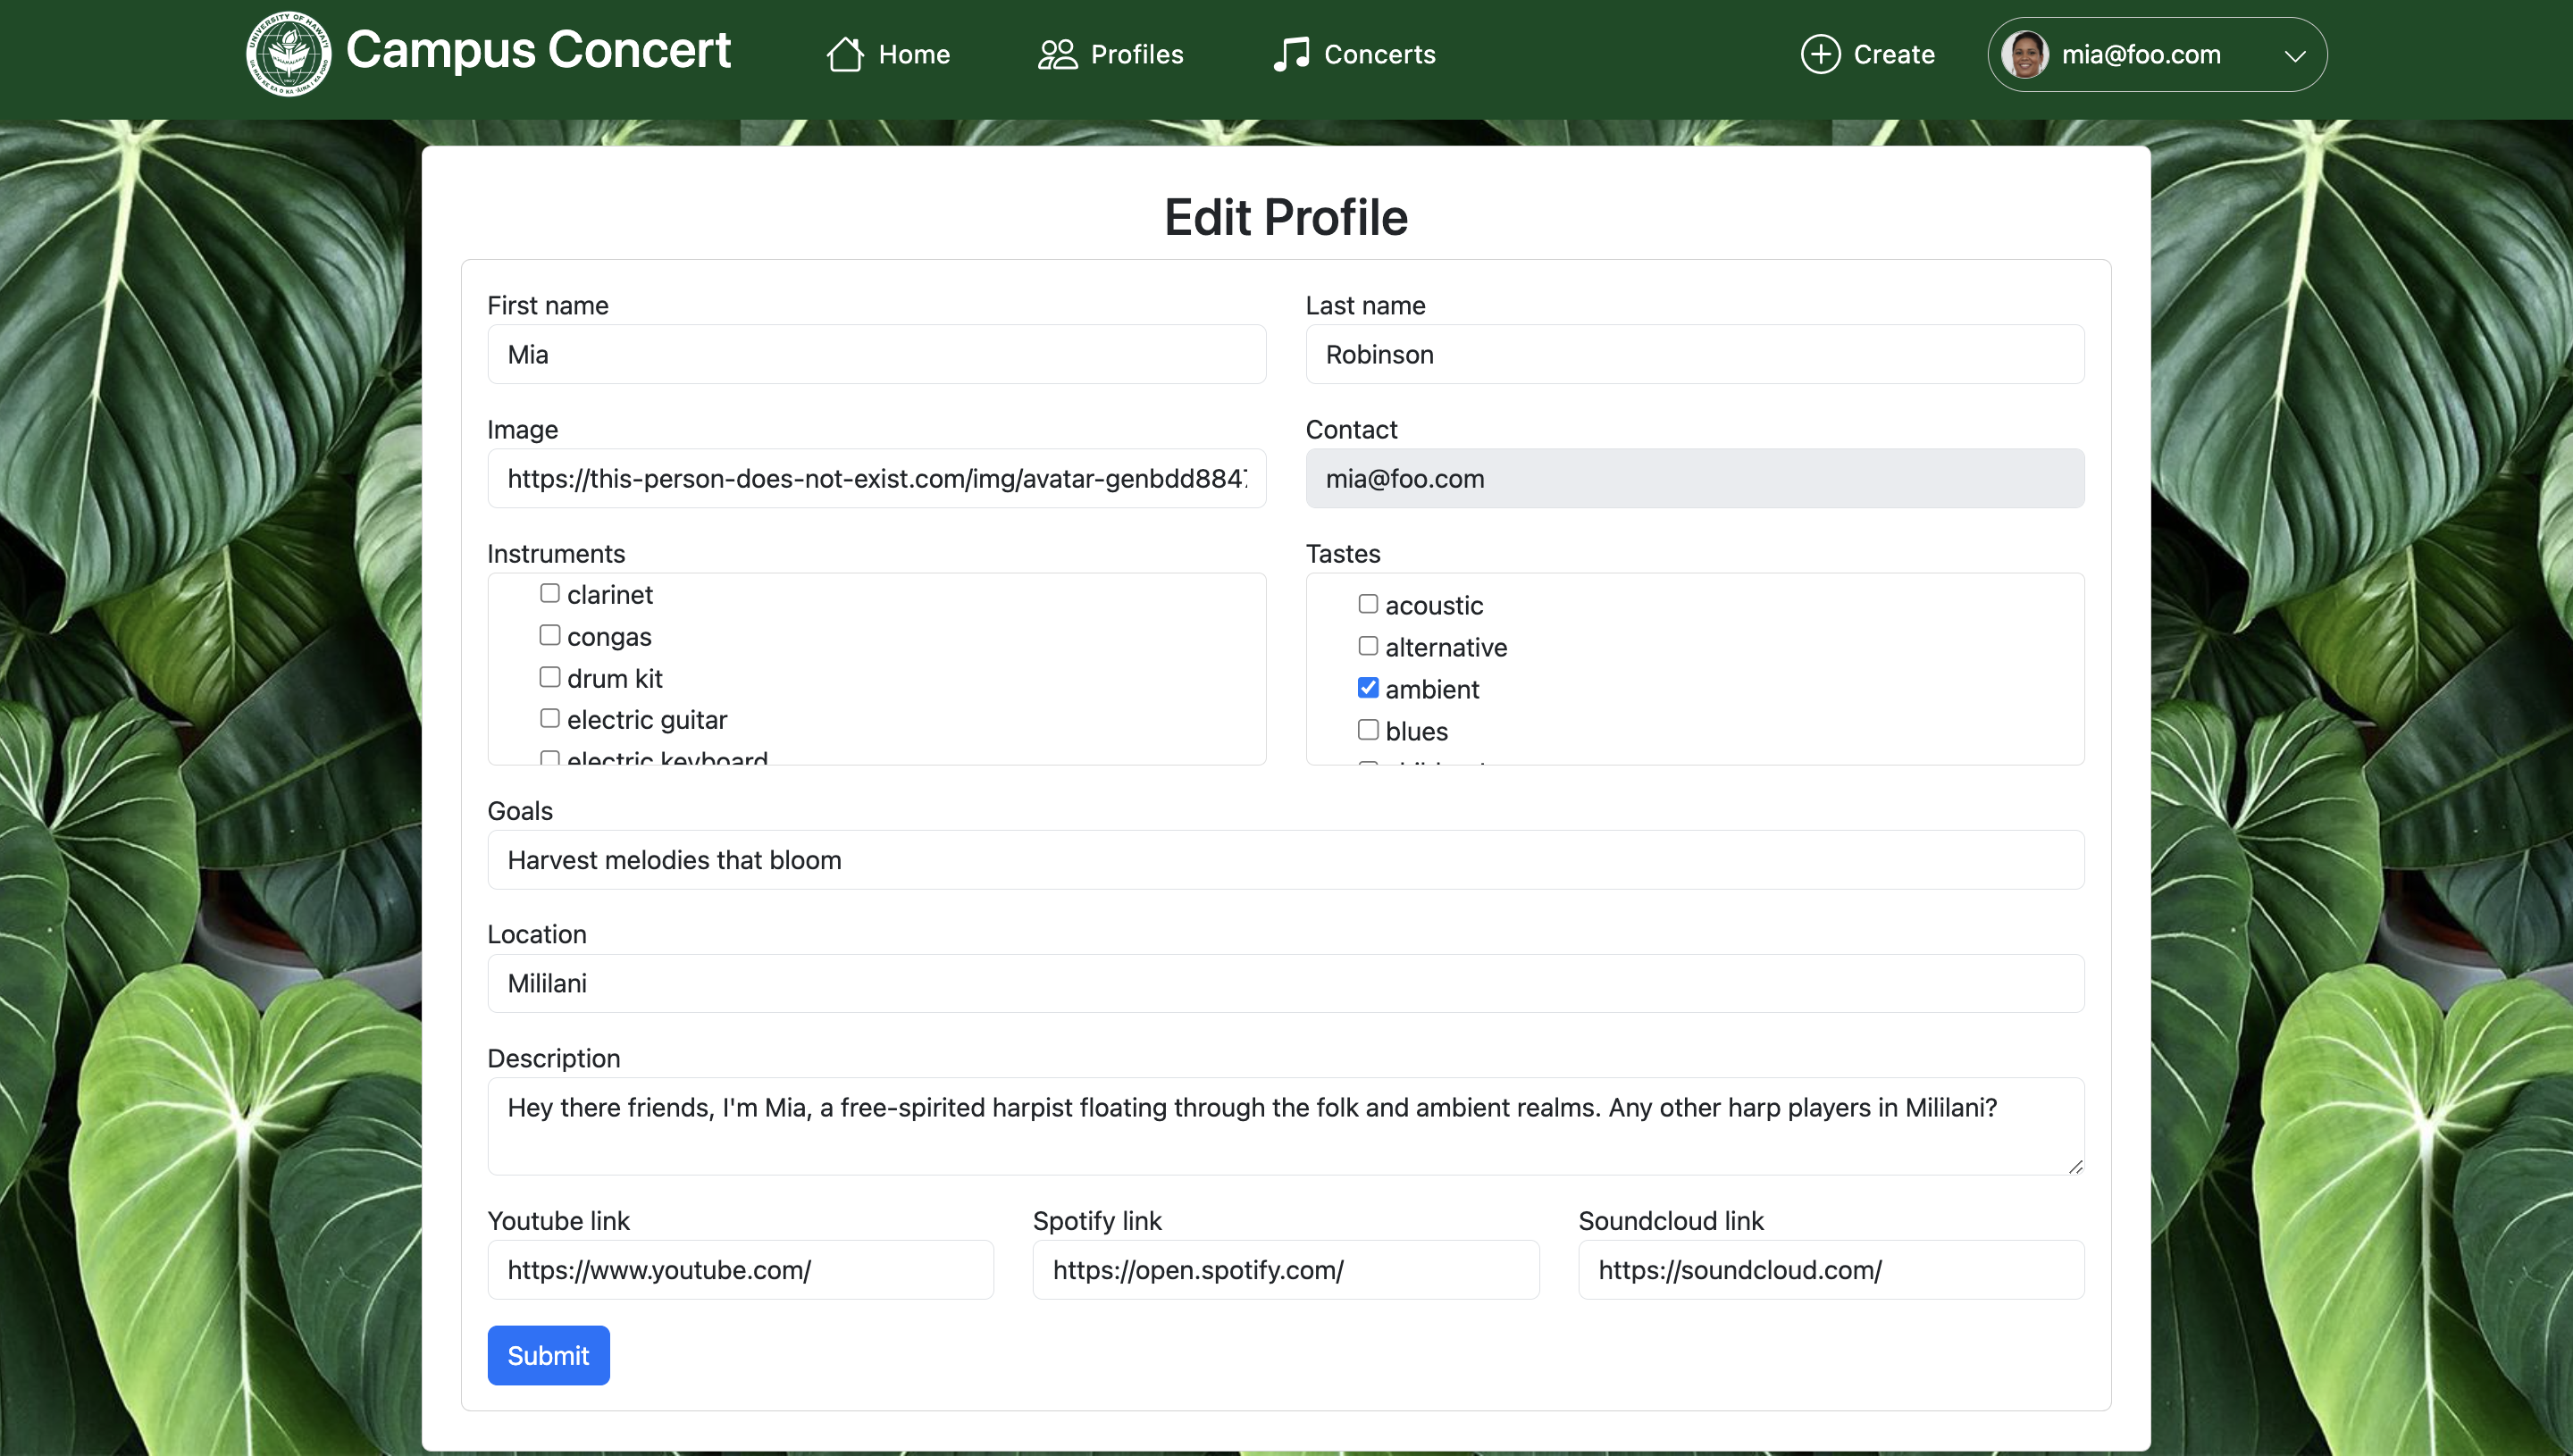 UNIVERSITY OF HAWAI'I
Campus Concert
Home
Profiles
Concerts
Create
mia@foo.com
Edit Profile
First name
Last name
Mia
Robinson
Image
Contact
https://this-person-does-not-exist.com/img/avatar-genbdd884
mia@foo.com
Instruments
Tastes
clarinet
congas
drum kit
electric guitar
electric keyboard
acoustic
alternative
ambient
blues
Goals
Harvest melodies that bloom
Location
Mililani
Description
Hey there friends, I'm Mia, a free-spirited harpist floating through the folk and ambient realms. Any other harp players in Mililani?
Youtube link
Spotify link
Soundcloud link
https://www.youtube.com/
https://open.spotify.com/
https://soundcloud.com/
Submit